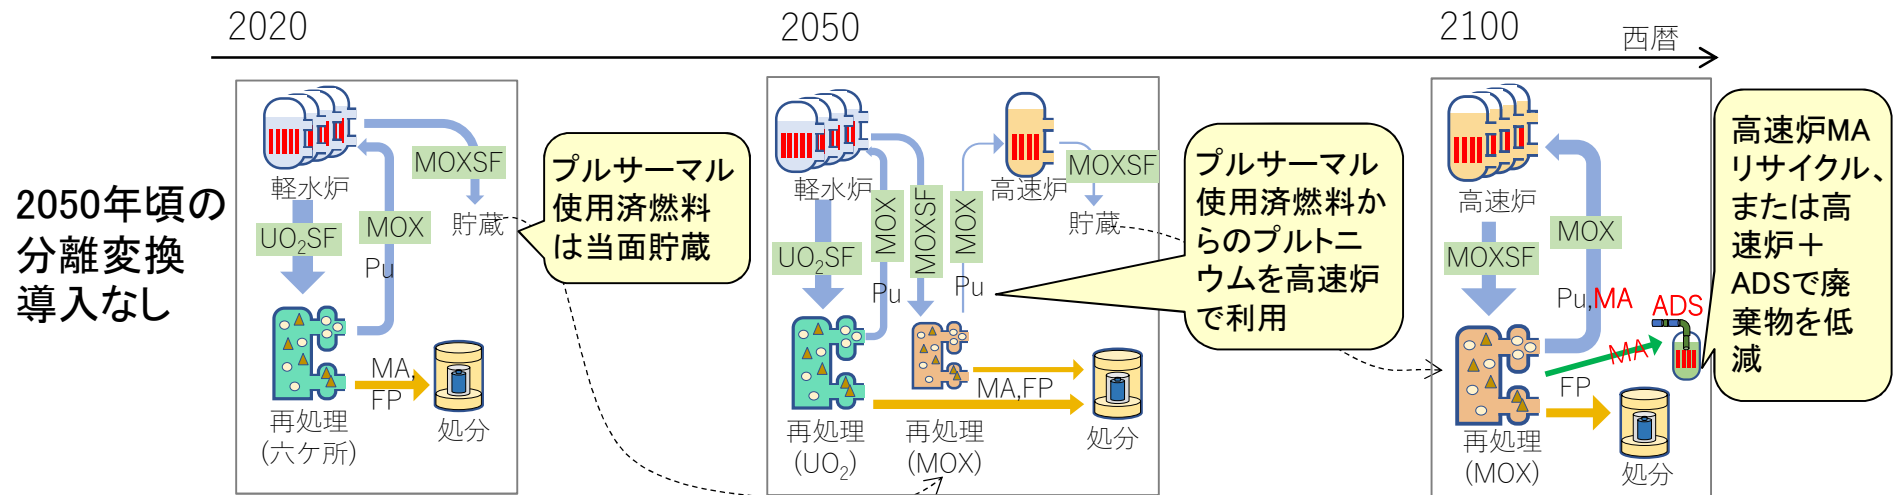 2020
2050
2100
西暦
2050年頃の
分離変換
導入なし
軽水炉
MOXSF
貯蔵
UO₂SF
MOX
Pu
MA,
FP
再処理
(六ケ所)
処分
プルサーマル
使用済燃料
は当面貯蔵
軽水炉
高速炉
MOXSF
貯蔵
UO₂SF
MOX
MOXSF
MOX
Pu
Pu
MA,FP
再処理
(UO₂)
再処理
(MOX)
処分
プルサーマル
使用済燃料か
らのプルトニ
ウムを高速炉
で利用
高速炉
MOX
MOXSF
Pu,MA
ADS
MA
FP
再処理
(MOX)
処分
高速炉MA
リサイクル、
または高
速炉＋
ADSで廃
棄物を低
減